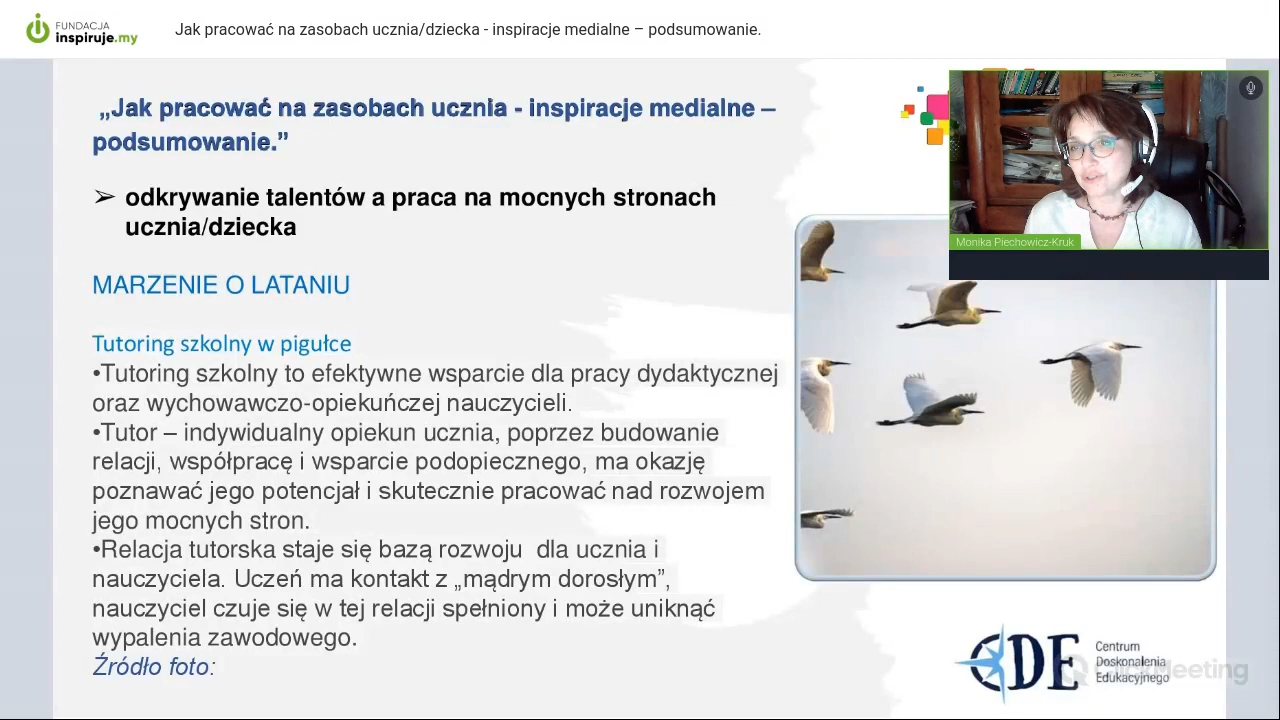 FUNDACJA
inspiruje.my
Jak pracować na zasobach ucznia/dziecka - inspiracje medialne – podsumowanie.
„Jak pracować na zasobach ucznia - inspiracje medialne –
podsumowanie.”
➢ odkrywanie talentów a praca na mocnych stronach
ucznia/dziecka
MARZENIE O LATANIU
Tutoring szkolny w pigułce
•Tutoring szkolny to efektywne wsparcie dla pracy dydaktycznej
oraz wychowawczo-opiekuńczej nauczycieli.
•Tutor – indywidualny opiekun ucznia, poprzez budowanie
relacji, współpracę i wsparcie podopiecznego, ma okazję
poznawać jego potencjał i skutecznie pracować nad rozwojem
jego mocnych stron.
•Relacja tutorska staje się bazą rozwoju  dla ucznia i
nauczyciela. Uczeń ma kontakt z „mądrym dorosłym”,
nauczyciel czuje się w tej relacji spełniony i może uniknąć
wypalenia zawodowego.
Źródło foto:
Monika Piechowicz-Kruk
CDE
Centrum
Doskonalenia
Edukacyjnego
ClickMeeting